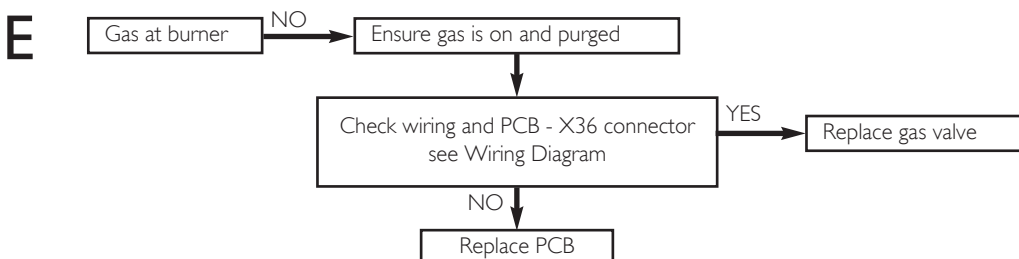 E
Gas at burner
NO
Ensure gas is on and purged
Check wiring and PCB - X36 connector
see Wiring Diagram
YES
Replace gas valve
NO
Replace PCB